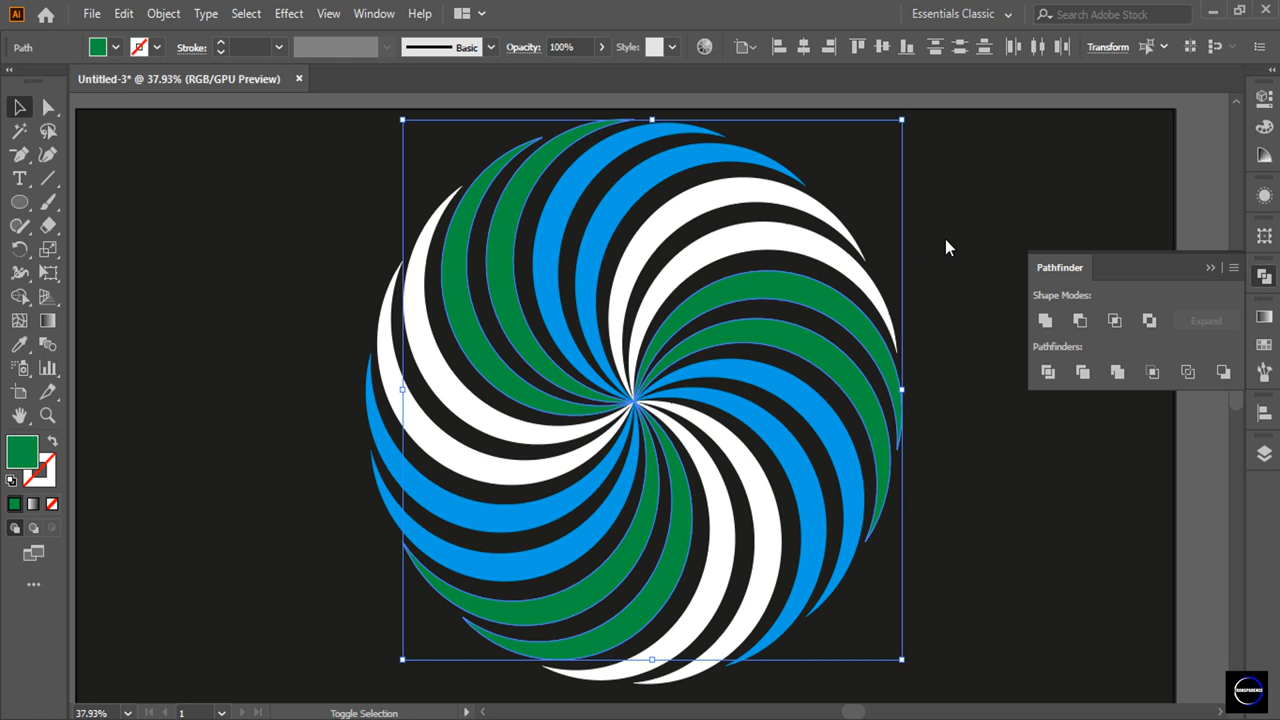 Ai File Edit Object Type Select Effect View Window Help Essentials Classic Search Adobe Stock
Path Stroke: Basic Opacity: 100% Style: Transform
Untitled-3* @ 37.93% (RGB/GPU Preview) ×
Pathfinder
Shape Modes:
Expand
Pathfinders:
37.93% 1 Toggle Selection
TRANSPARENCE